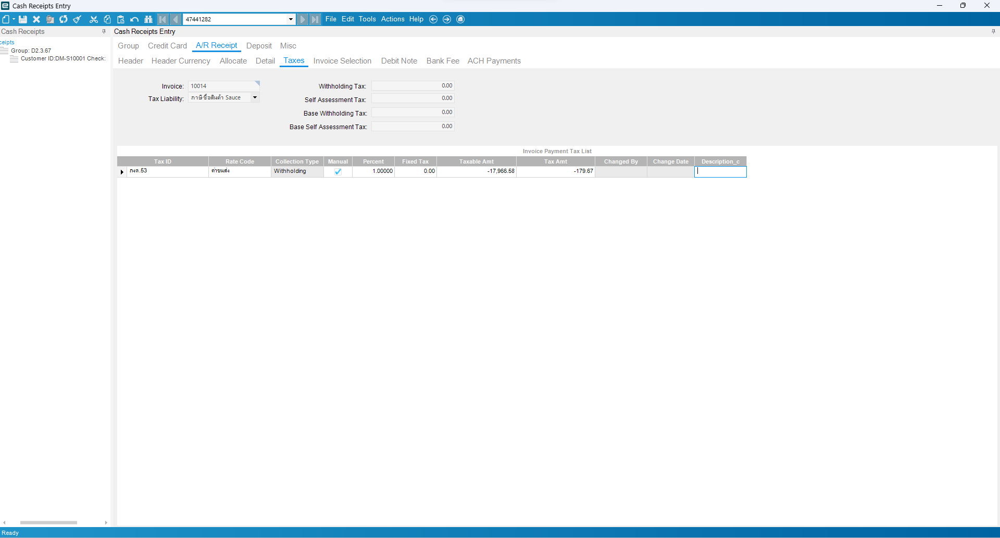 Cash Receipts Entry
47441282 File Edit Tools Actions Help
Cash Receipts
Cash Receipts Entry
ceipts
Group: D2.3.67
Customer ID:DM-S10001 Check:
Group Credit Card A/R Receipt Deposit Misc
Header Header Currency Allocate Detail Taxes Invoice Selection Debit Note Bank Fee ACH Payments
Invoice: 10014
Tax Liability: ภาษีซื้อสินค้า Sauce
Withholding Tax: 0.00
Self Assessment Tax: 0.00
Base Withholding Tax: 0.00
Base Self Assessment Tax: 0.00
Invoice Payment Tax List
Tax ID Rate Code Collection Type Manual Percent Fixed Tax Taxable Amt Tax Amt Changed By Change Date Description_c
ภงด.53 ค่าขนส่ง Withholding 1.00000 0.00 -17,966.58 -179.67
Ready